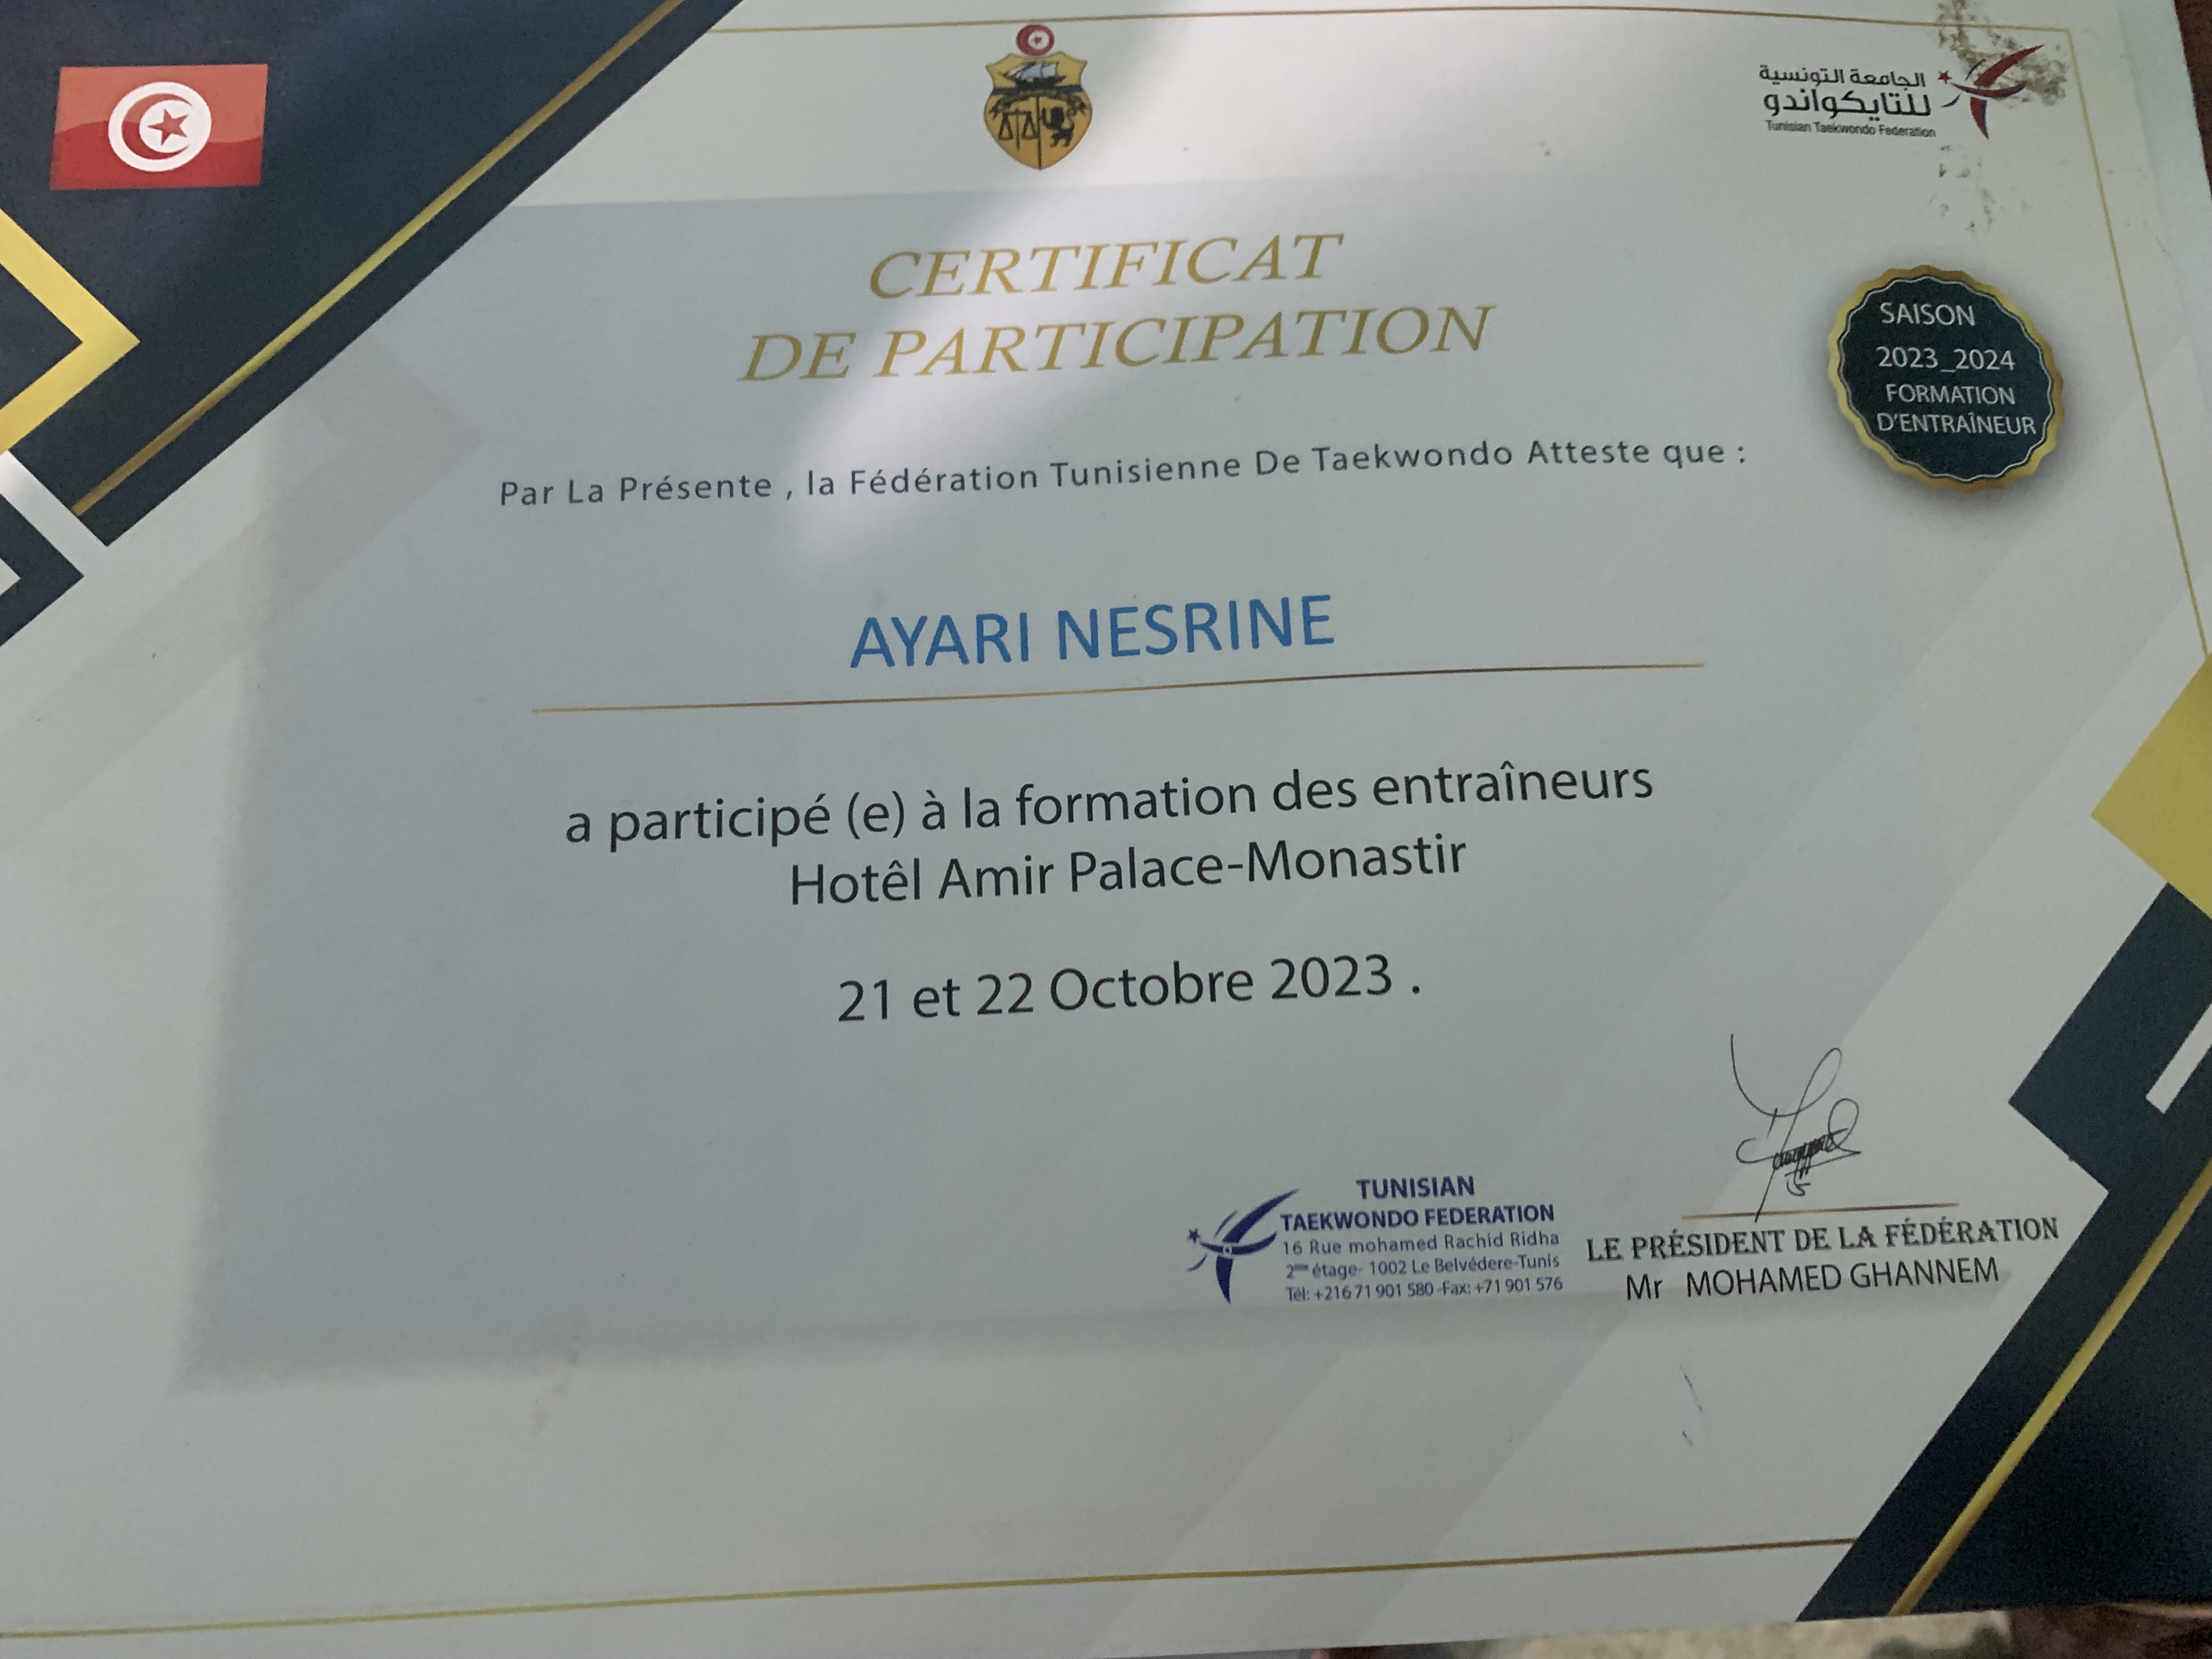 الجامعة التونسية
للتايكواندو
Tunisian Taekwondo Federation
CERTIFICAT
DE PARTICIPATION
SAISON
2023_2024
FORMATION
D'ENTRAÎNEUR
Par La Présente , la Fédération Tunisienne De Taekwondo Atteste que :
AYARI NESRINE
a participé (e) à la formation des entraîneurs
Hotêl Amir Palace-Monastir
21 et 22 Octobre 2023 .
TUNISIAN
TAEKWONDO FEDERATION
16 Rue mohamed Rachid Ridha
2ème étage- 1002 Le Belvédere-Tunis
Tél: +216 71 901 580 -Fax: +71 901 576
LE PRÉSIDENT DE LA FÉDÉRATION
Mr MOHAMED GHANNEM